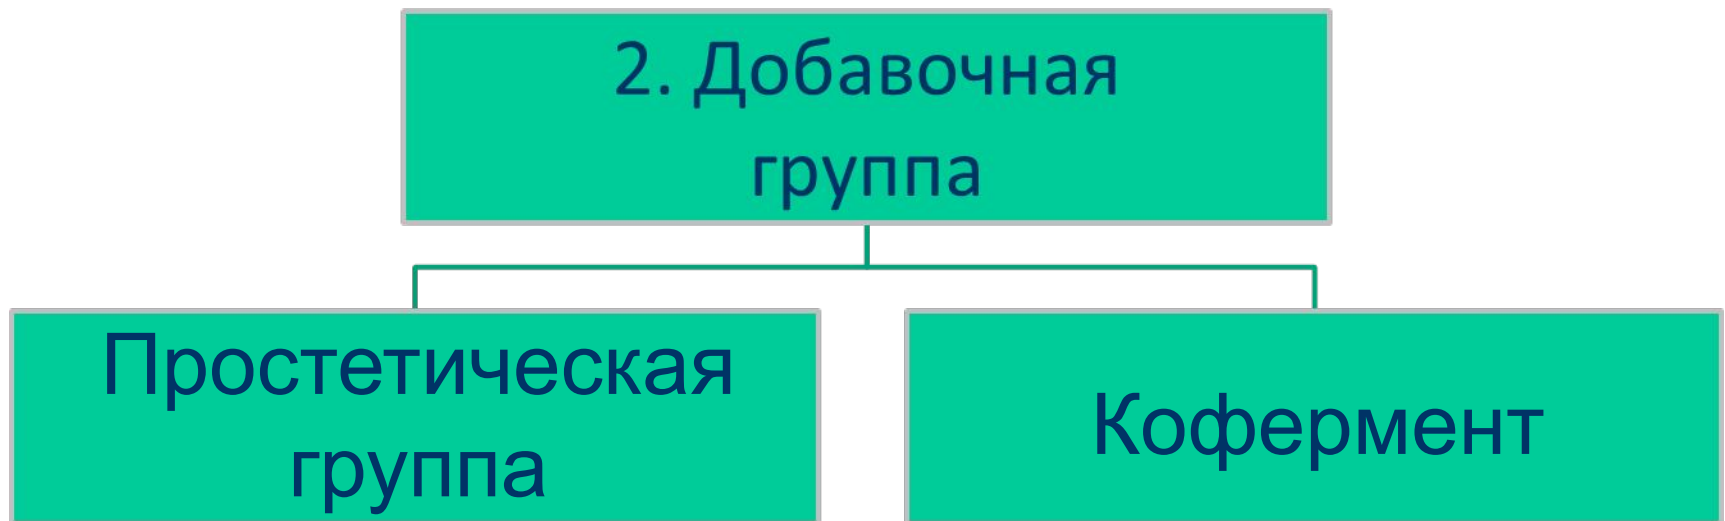 2. Добавочная
группа
Простетическая
группа
Кофермент